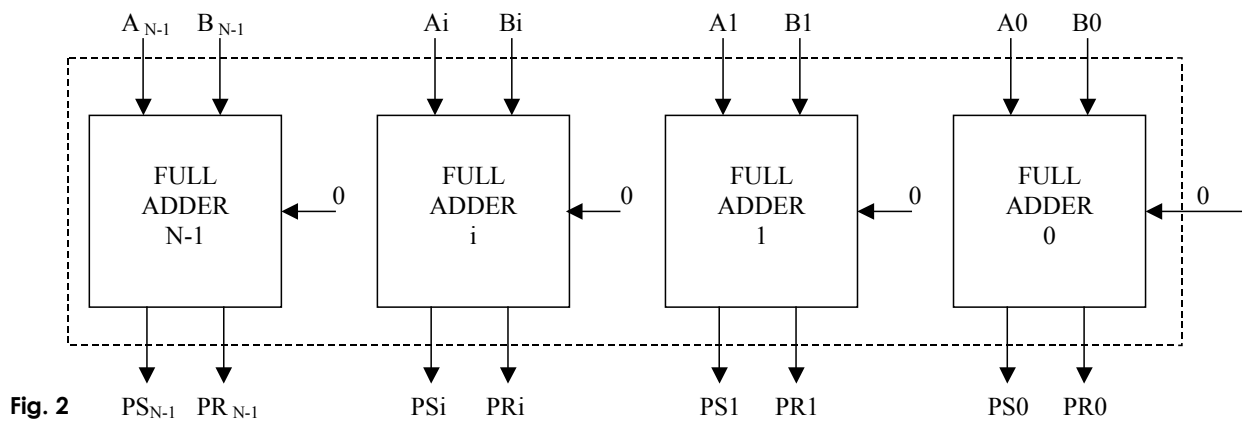 A N-1 B N-1 Ai Bi A1 B1 A0 B0
FULL ADDER N-1
0
FULL ADDER i
0
FULL ADDER 1
0
FULL ADDER 0
0
Fig. 2 PSN-1 PR N-1 PSi PRi PS1 PR1 PS0 PR0